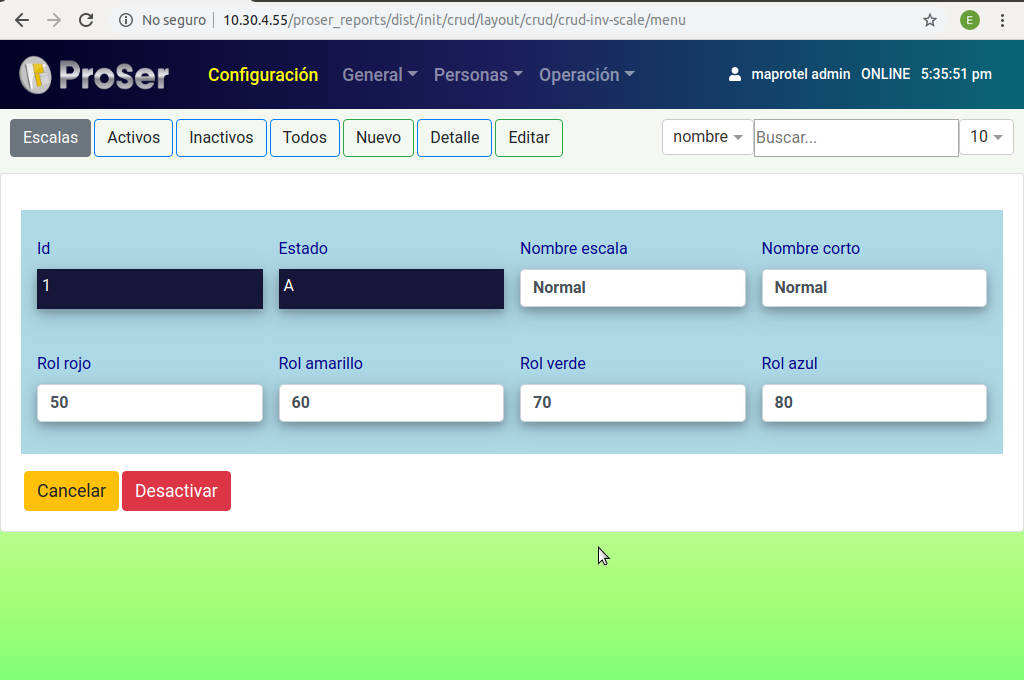 No seguro 10.30.4.55/proser_reports/dist/init/crud/layout/crud/crud-inv-scale/menu E
ProSer Configuración General Personas Operación maprotel admin ONLINE 5:35:51 pm
Escalas Activos Inactivos Todos Nuevo Detalle Editar nombre Buscar... 10
Id Estado Nombre escala Nombre corto
1 A Normal Normal
Rol rojo Rol amarillo Rol verde Rol azul
50 60 70 80
Cancelar Desactivar